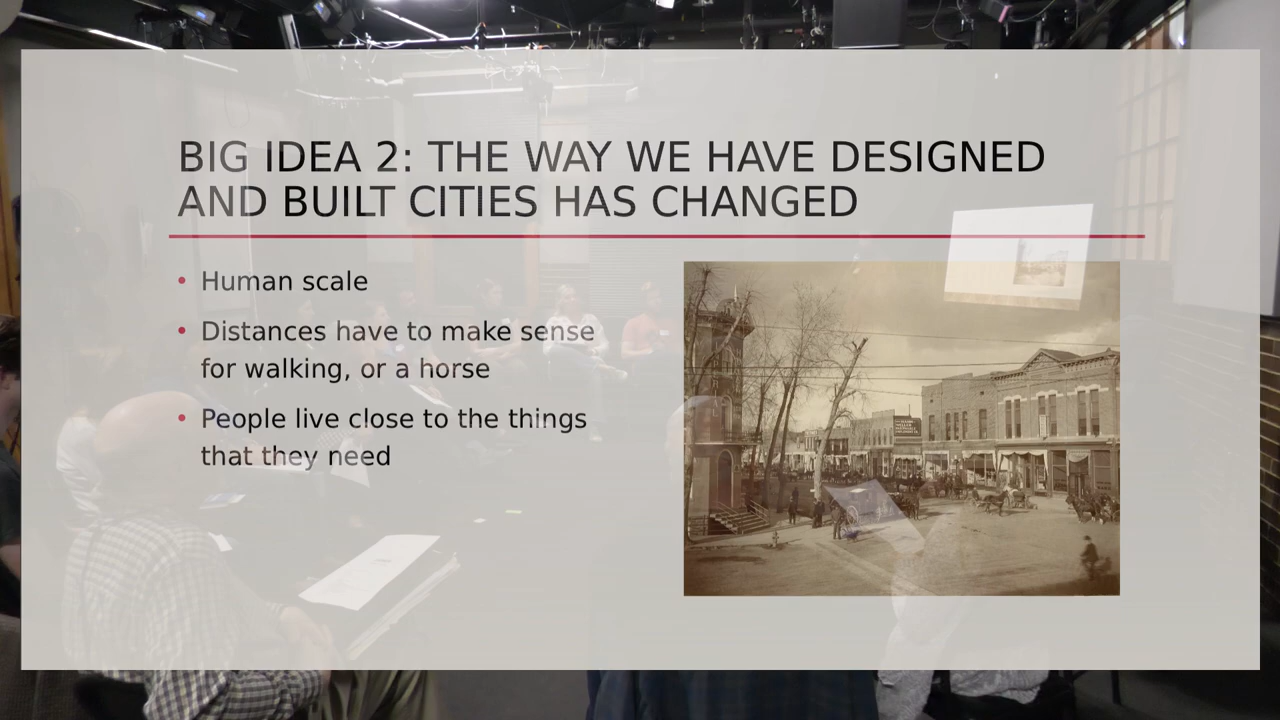 BIG IDEA 2: THE WAY WE HAVE DESIGNED
AND BUILT CITIES HAS CHANGED
• Human scale
• Distances have to make sense
for walking, or a horse
• People live close to the things
that they need